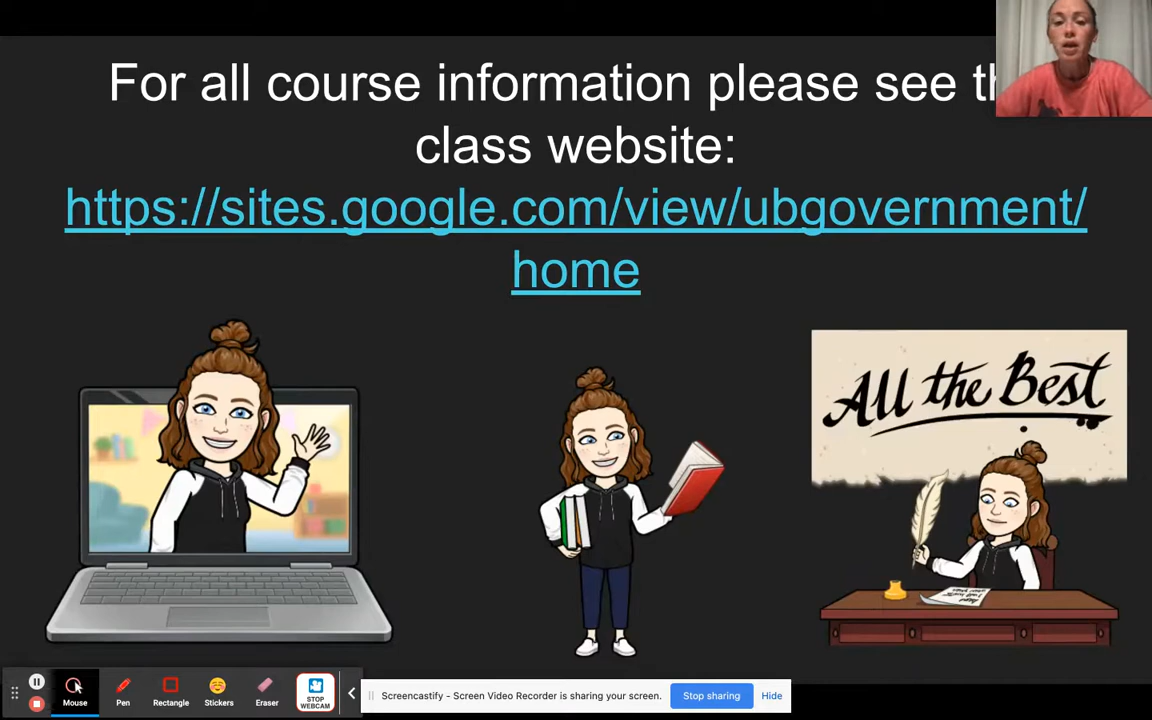 For all course information please see th
class website:
https://sites.google.com/view/ubgovernment/
home
All the Best
Mouse
Pen
Rectangle
Stickers
Eraser
STOP
WEBCAM
Screencastify - Screen Video Recorder is sharing your screen.
Stop sharing
Hide